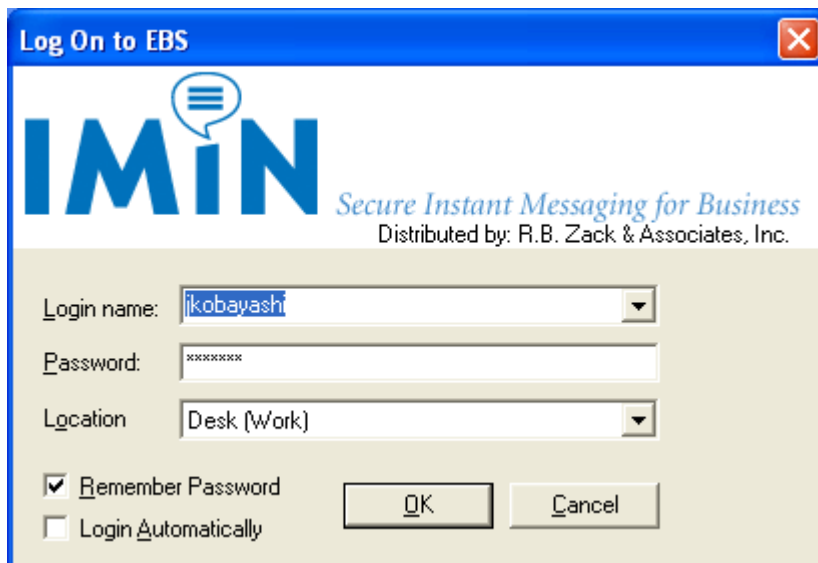 Log On to EBS
IMiN
Secure Instant Messaging for Business
Distributed by: R.B. Zack & Associates, Inc.
Login name: jkobayashi
Password: *******
Location Desk (Work)
Remember Password
OK Cancel
Login Automatically